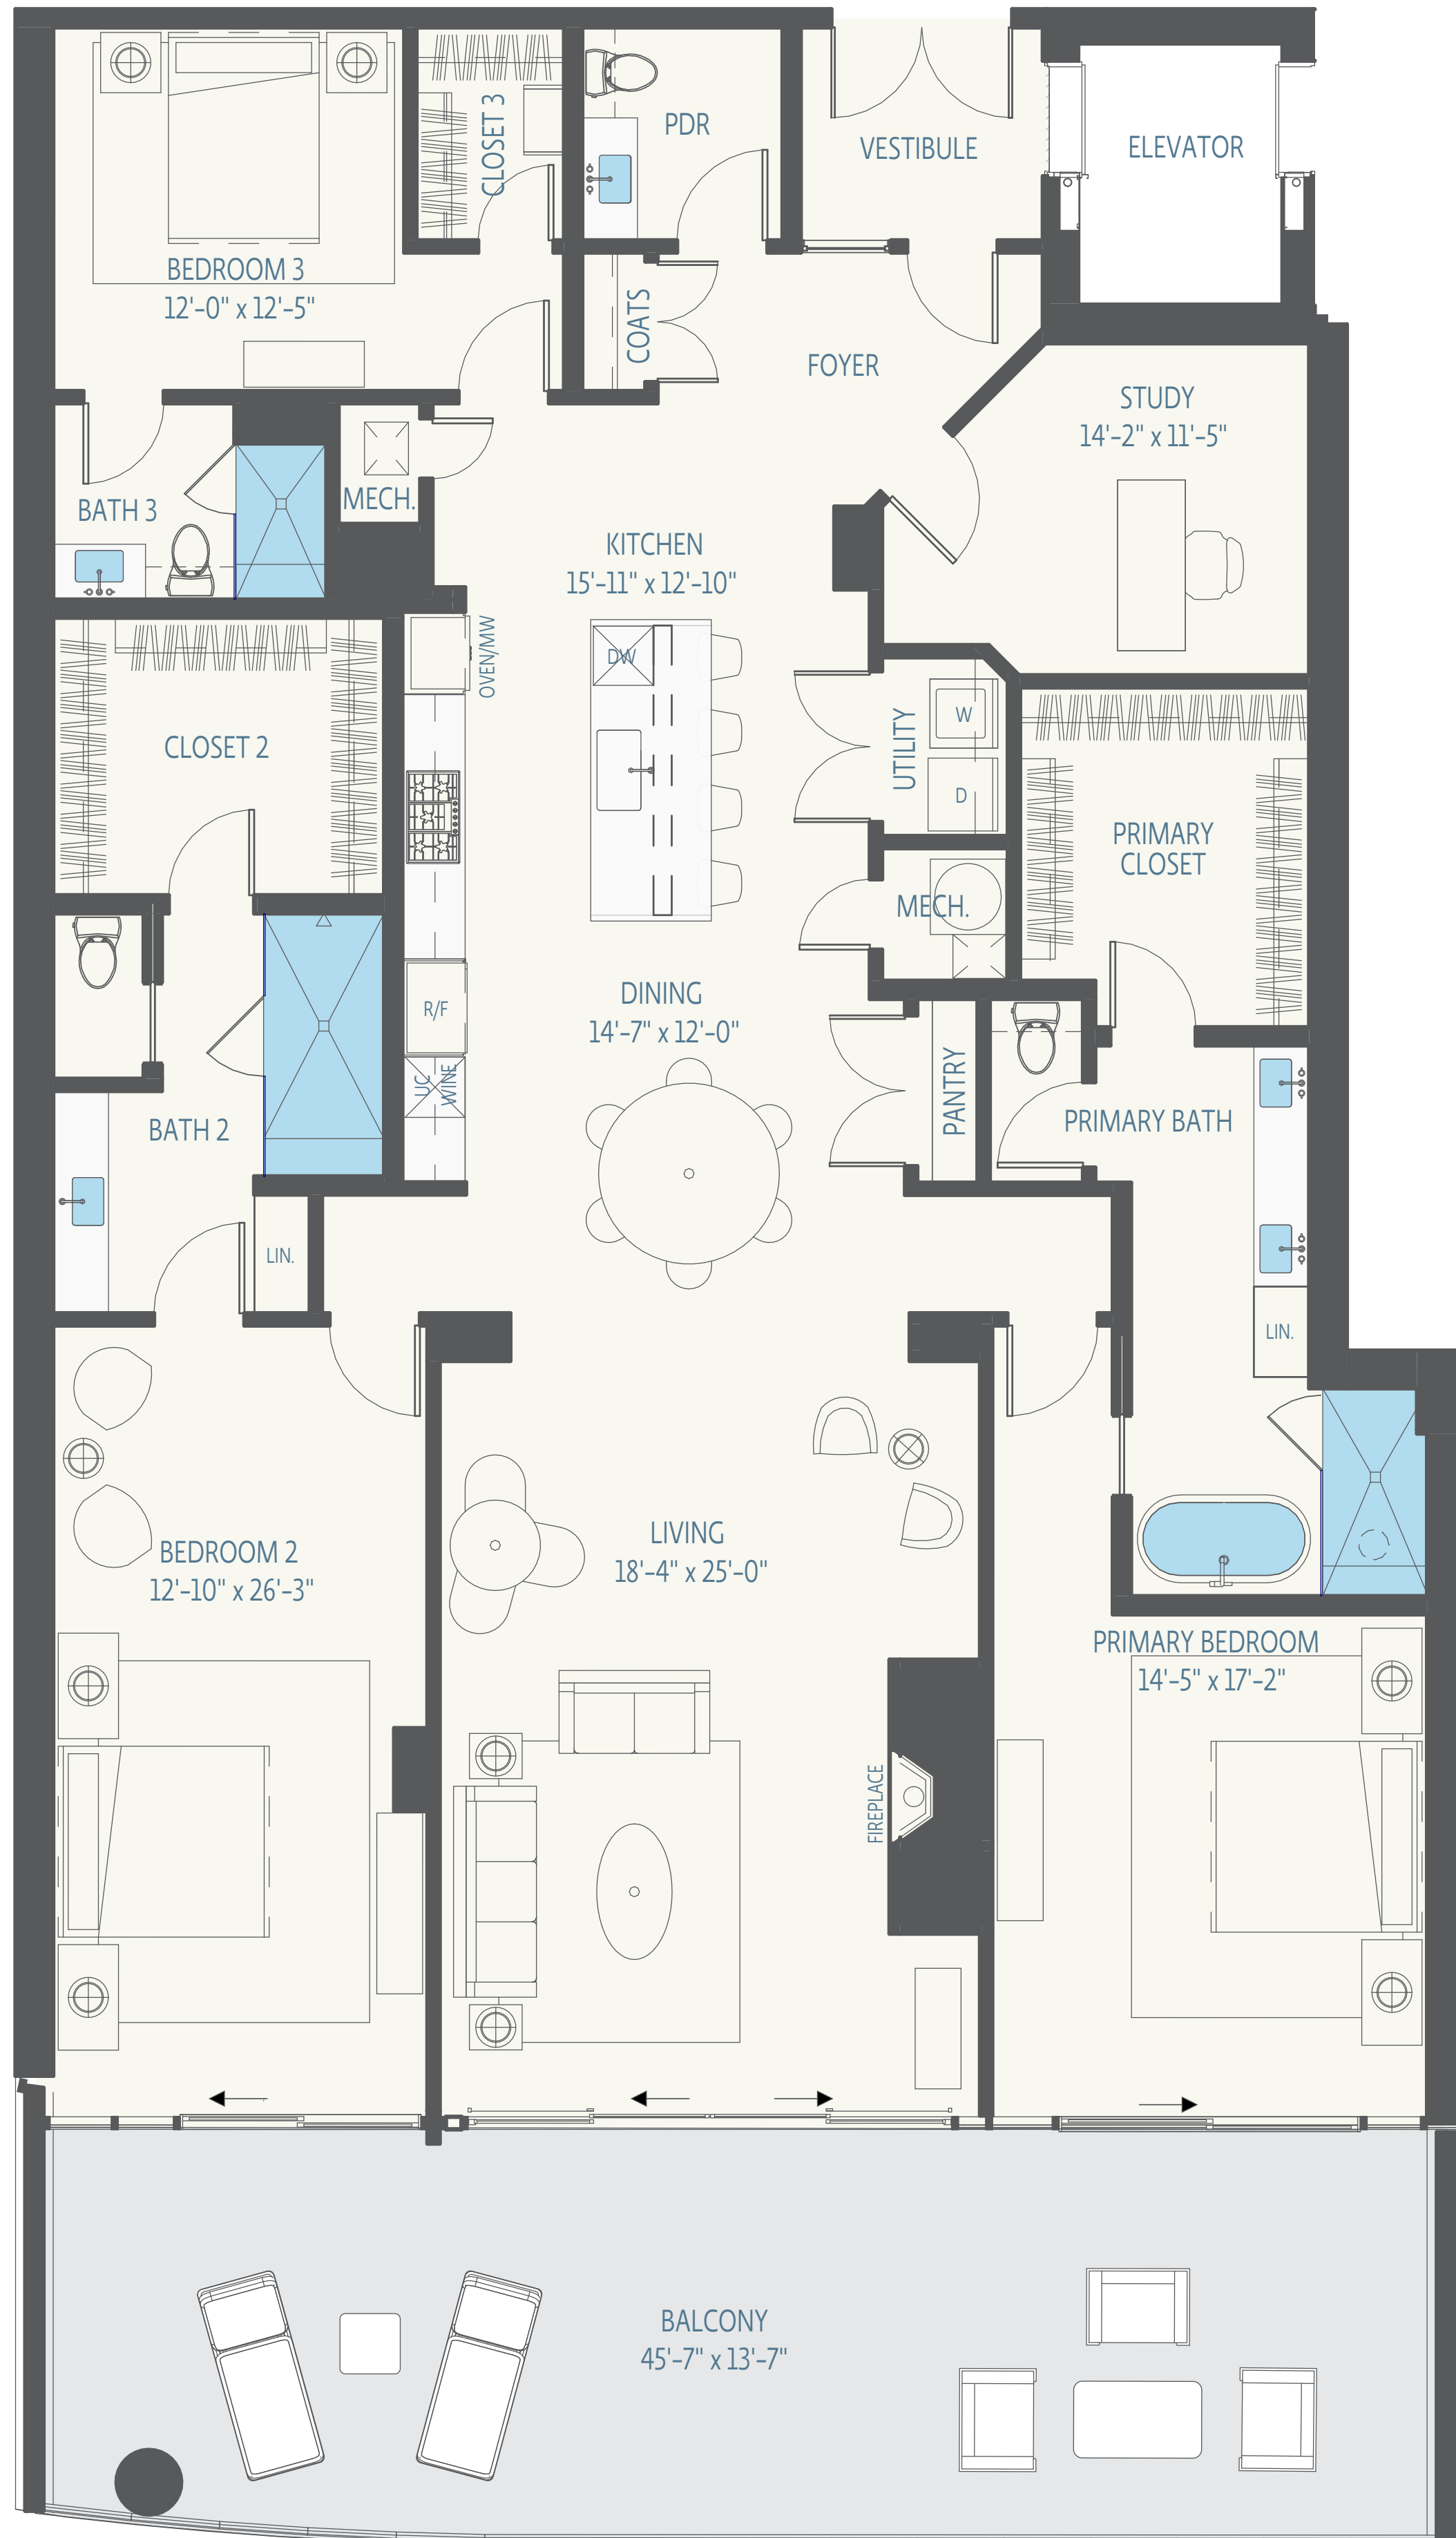 CLOSET 3
PDR
VESTIBULE
ELEVATOR
BEDROOM 3
12'-0" x 12'-5"
COATS
FOYER
STUDY
14'-2" x 11'-5"
BATH 3
MECH.
KITCHEN
15'-11" x 12'-10"
OVEN/MW
DW
CLOSET 2
UTILITY
W
D
PRIMARY
CLOSET
MECH.
R/F
DINING
14'-7" x 12'-0"
UC
WINE
PANTRY
BATH 2
PRIMARY BATH
LIN.
LIN.
BEDROOM 2
12'-10" x 26'-3"
LIVING
18'-4" x 25'-0"
PRIMARY BEDROOM
14'-5" x 17'-2"
FIREPLACE
BALCONY
45'-7" x 13'-7"